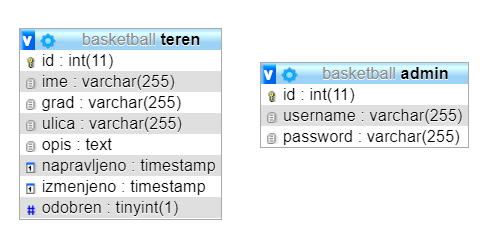 basketball teren
id : int(11)
ime : varchar(255)
grad : varchar(255)
ulica : varchar(255)
opis : text
napravljeno : timestamp
izmenjeno : timestamp
odobren : tinyint(1)
basketball admin
id : int(11)
username : varchar(255)
password : varchar(255)